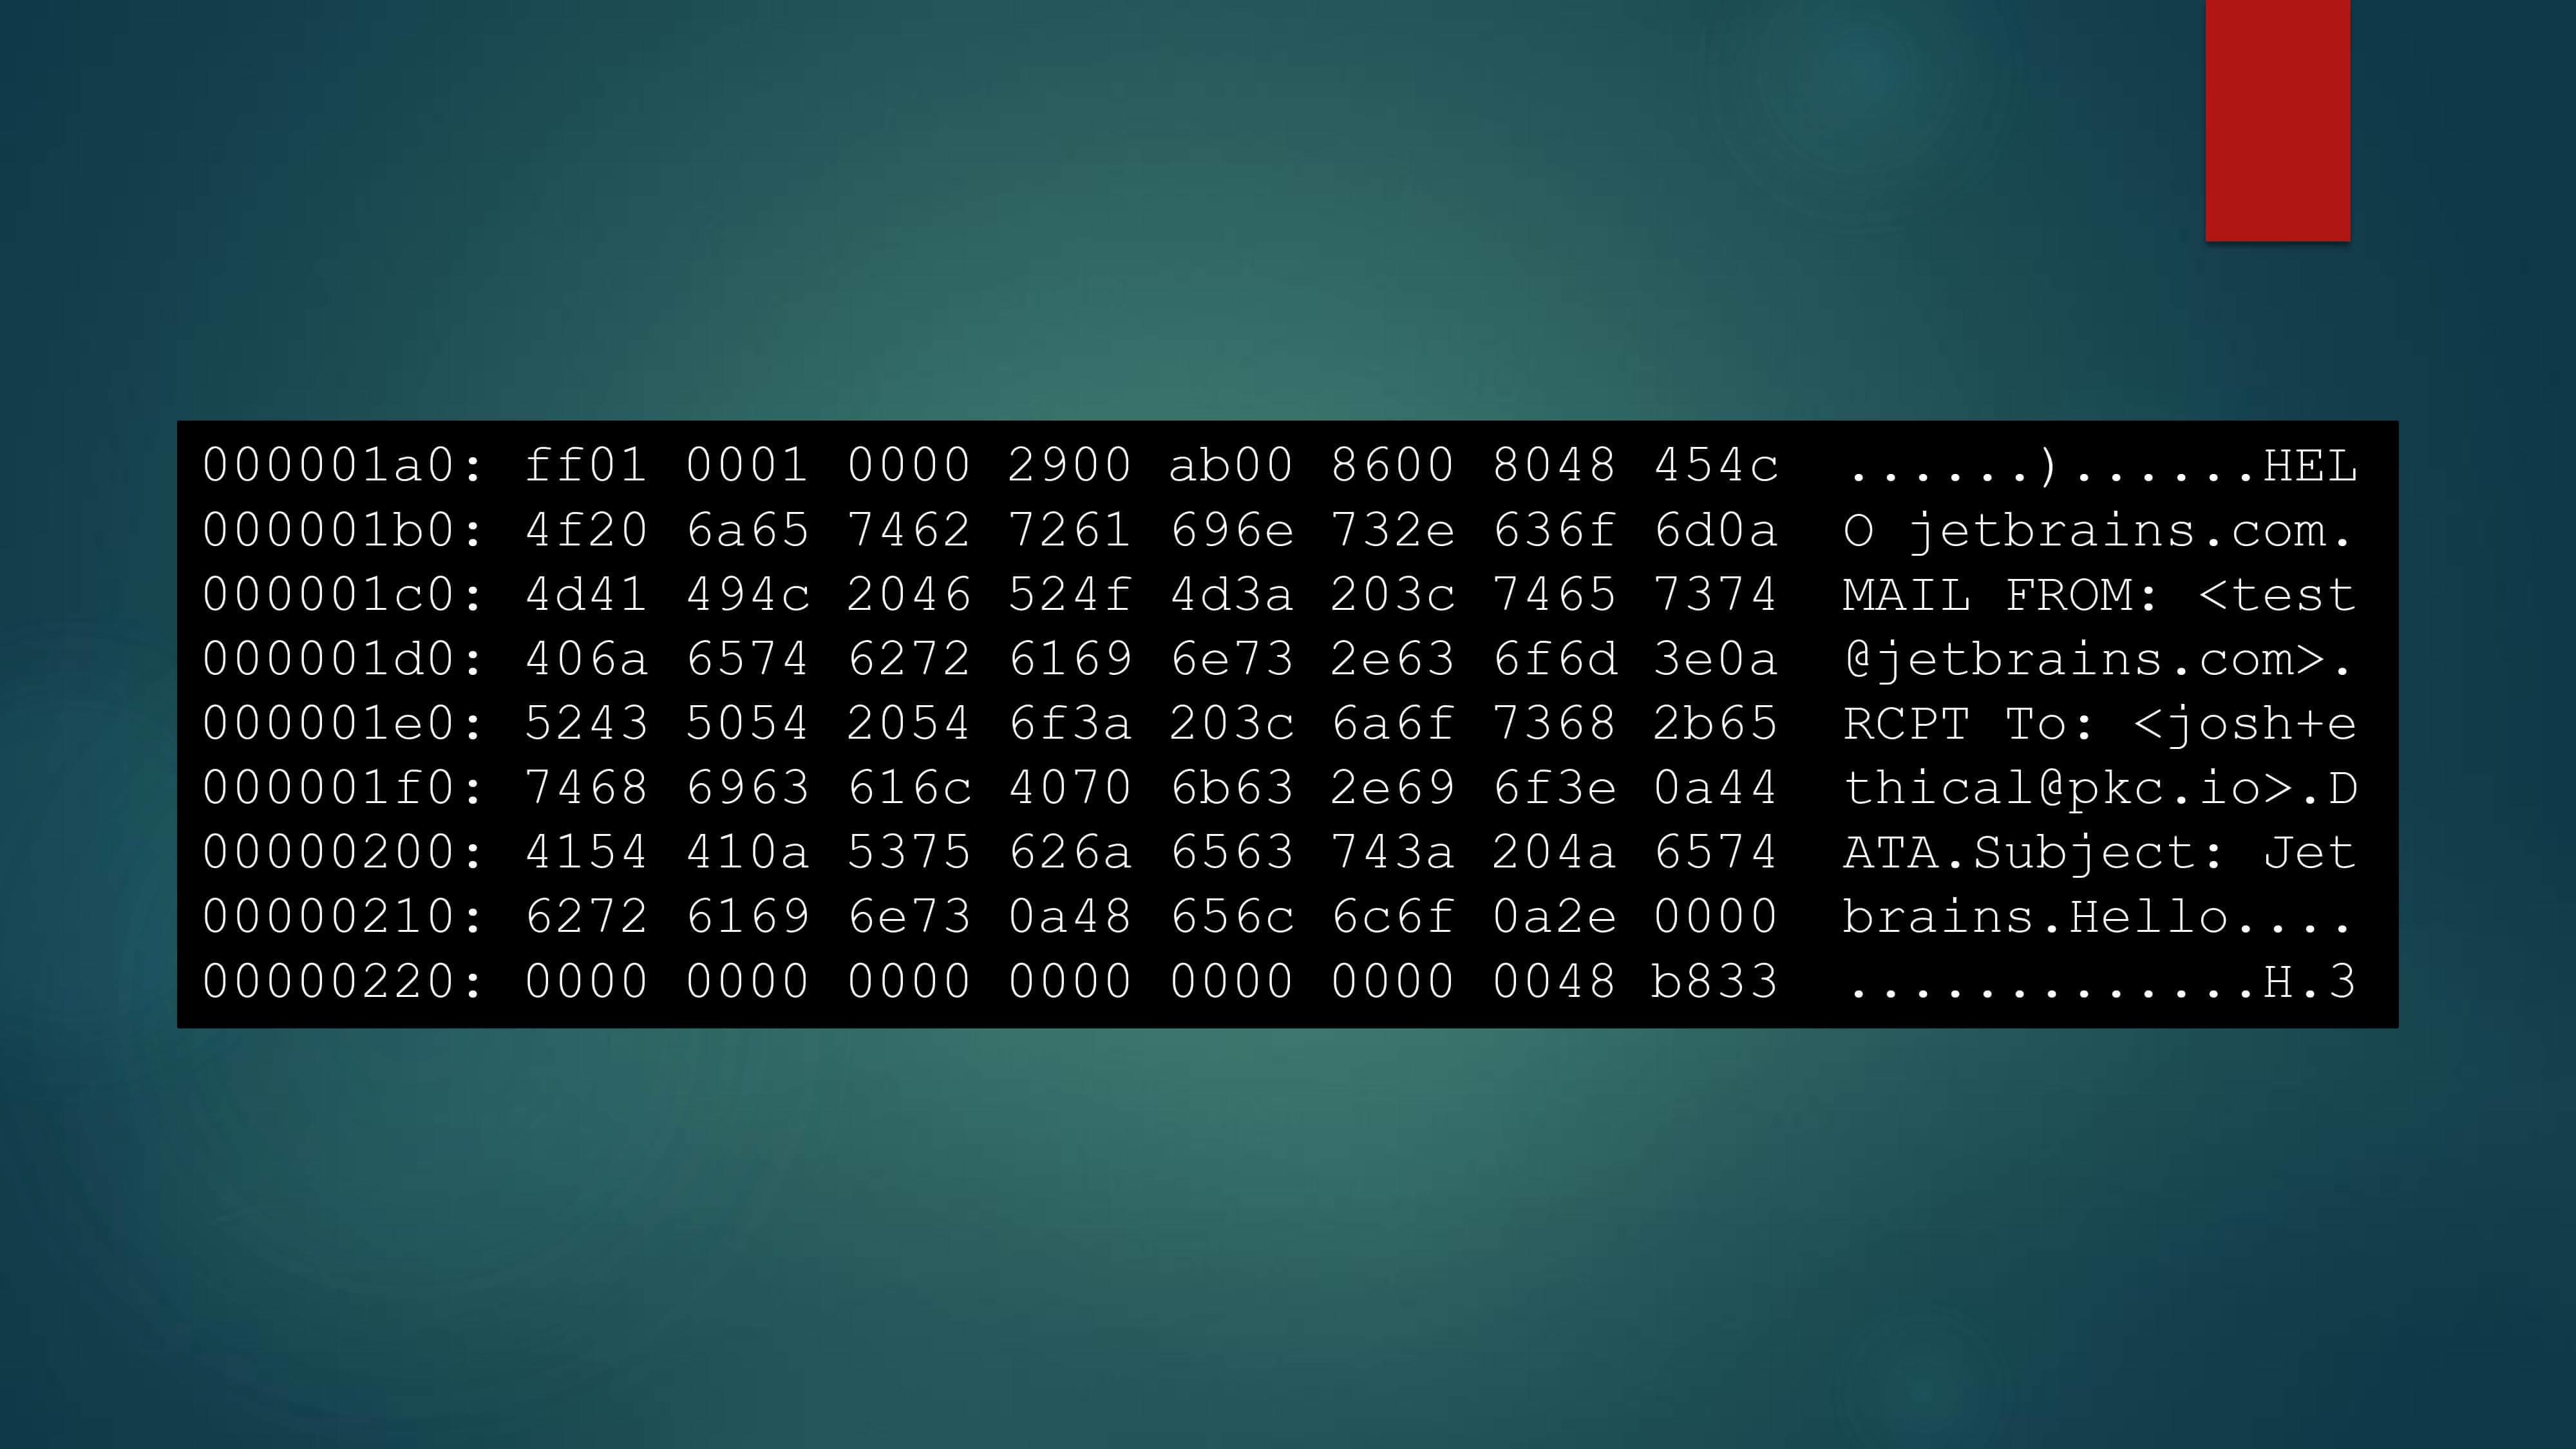 000001a0: ff01 0001 0000 2900 ab00 8600 8048 454c  ......)......HEL
000001b0: 4f20 6a65 7462 7261 696e 732e 636f 6d0a  O jetbrains.com.
000001c0: 4d41 494c 2046 524f 4d3a 203c 7465 7374  MAIL FROM: <test
000001d0: 406a 6574 6272 6169 6e73 2e63 6f6d 3e0a  @jetbrains.com>.
000001e0: 5243 5054 2054 6f3a 203c 6a6f 7368 2b65  RCPT To: <josh+e
000001f0: 7468 6963 616c 4070 6b63 2e69 6f3e 0a44  thical@pkc.io>.D
00000200: 4154 410a 5375 626a 6563 743a 204a 6574  ATA.Subject: Jet
00000210: 6272 6169 6e73 0a48 656c 6c6f 0a2e 0000  brains.Hello....
00000220: 0000 0000 0000 0000 0000 0000 0048 b833  .............H.3